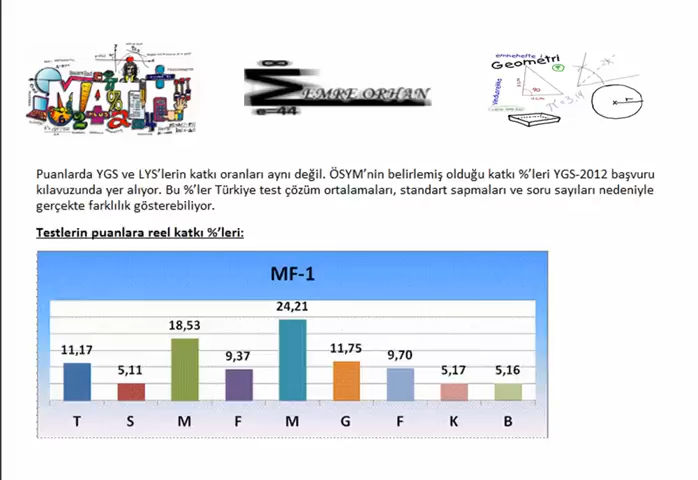 Geometri
EMRE ORHAN
e=44
90
Puanlarda YGS ve LYS'lerin katkı oranları aynı değil. ÖSYM'nin belirlemiş olduğu katkı %'leri YGS-2012 başvuru
kılavuzunda yer alıyor. Bu %'ler Türkiye test çözüm ortalamaları, standart sapmaları ve soru sayıları nedeniyle
gerçekte farklılık gösterebiliyor.
Testlerin puanlara reel katkı %'leri:
MF-1
11,17 5,11 18,53 9,37 24,21 11,75 9,70 5,17 5,16
T S M F M G F K B